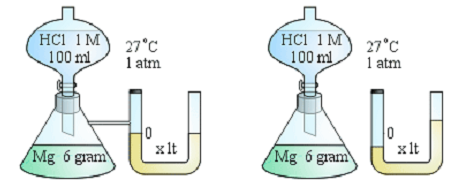 HCl 1 M
100 ml
27°C
1 atm
0
x lt
Mg 6 gram
HCl 1 M
100 ml
27°C
1 atm
0
x lt
Mg 6 gram